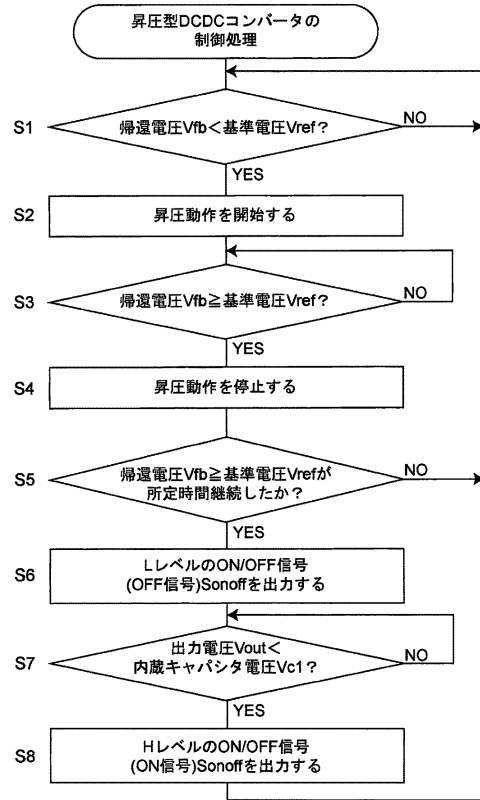 昇圧型DCDCコンバータの
制御処理
S1
帰還電圧Vfb<基準電圧Vref?
NO
YES
S2
昇圧動作を開始する
S3
帰還電圧Vfb≧基準電圧Vref?
NO
YES
S4
昇圧動作を停止する
S5
帰還電圧Vfb≧基準電圧Vrefが
所定時間継続したか?
NO
YES
S6
LレベルのON/OFF信号
(OFF信号)Sonoffを出力する
S7
出力電圧Vout<
内蔵キャパシタ電圧Vc1?
NO
YES
S8
HレベルのON/OFF信号
(ON信号)Sonoffを出力する